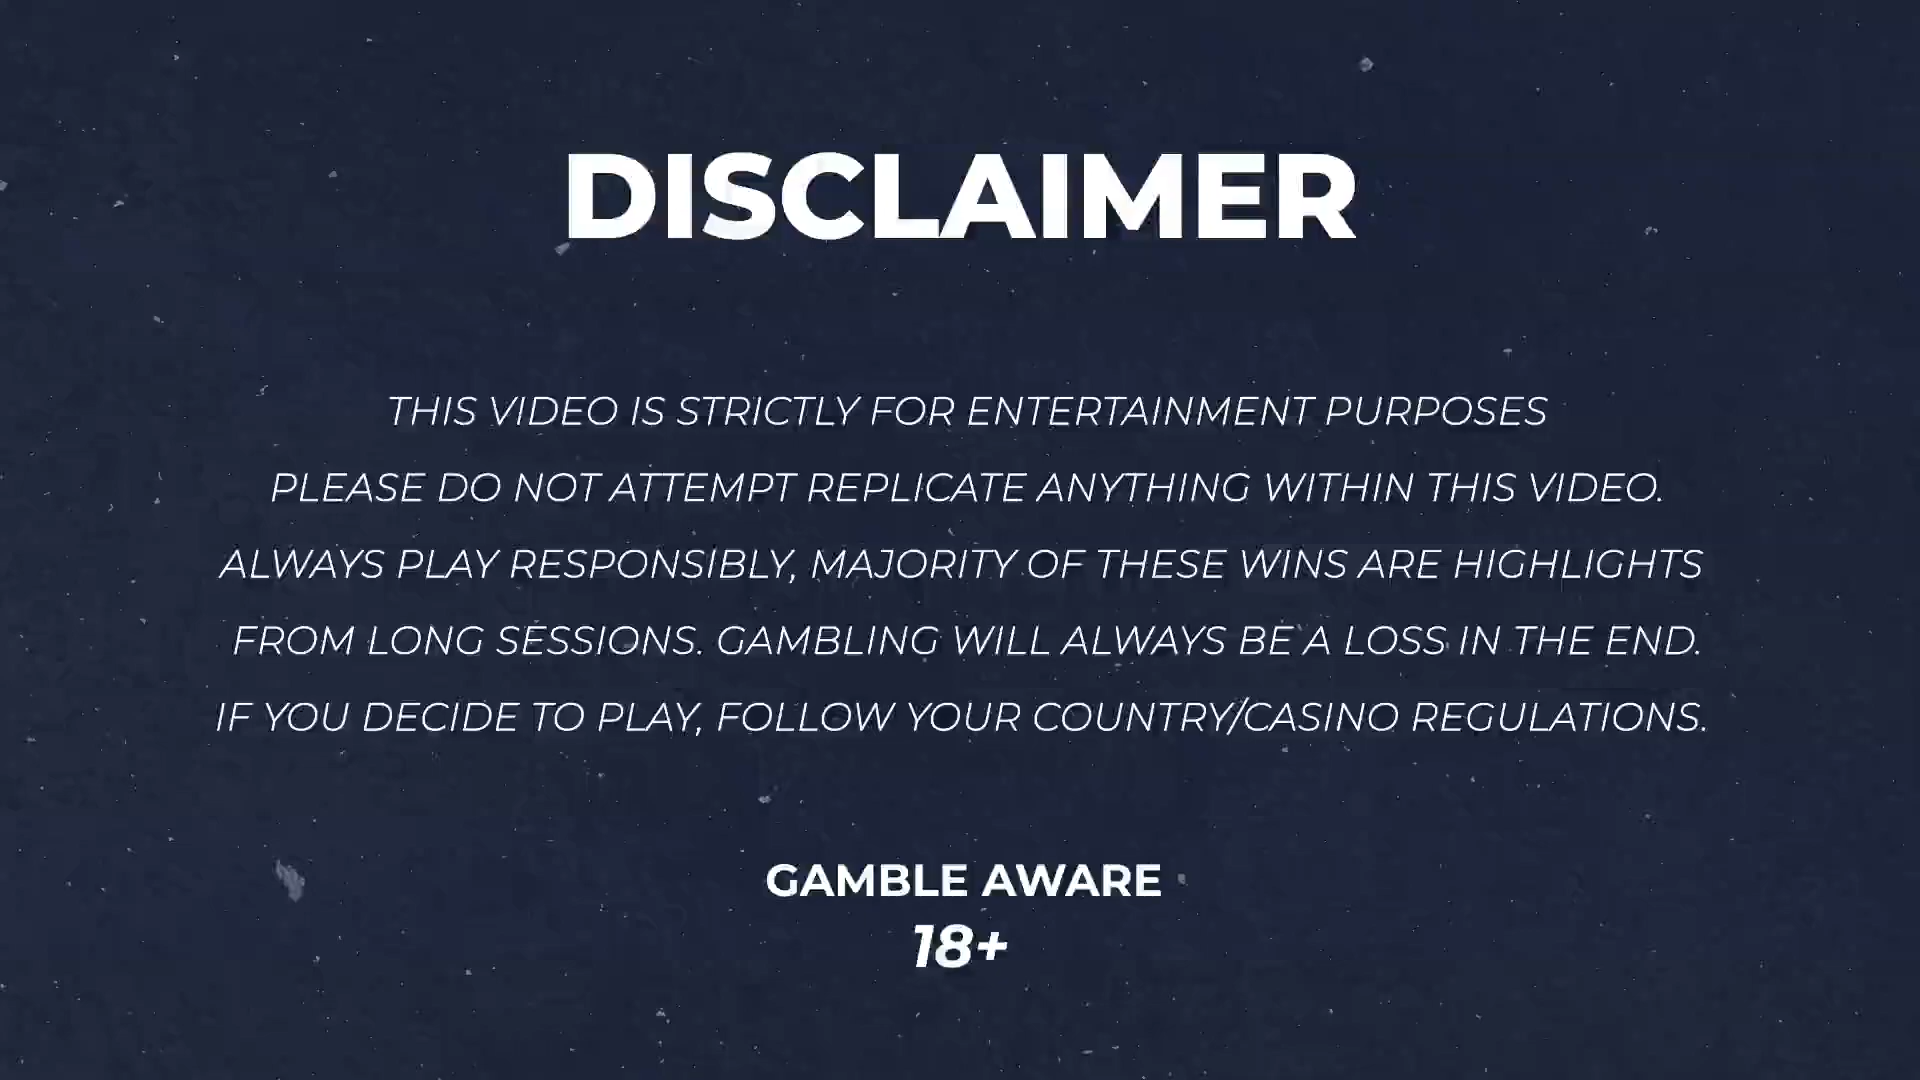 DISCLAIMER
THIS VIDEO IS STRICTLY FOR ENTERTAINMENT PURPOSES
PLEASE DO NOT ATTEMPT REPLICATE ANYTHING WITHIN THIS VIDEO.
ALWAYS PLAY RESPONSIBLY, MAJORITY OF THESE WINS ARE HIGHLIGHTS
FROM LONG SESSIONS. GAMBLING WILL ALWAYS BE A LOSS IN THE END.
IF YOU DECIDE TO PLAY, FOLLOW YOUR COUNTRY/CASINO REGULATIONS.
GAMBLE AWARE
18+